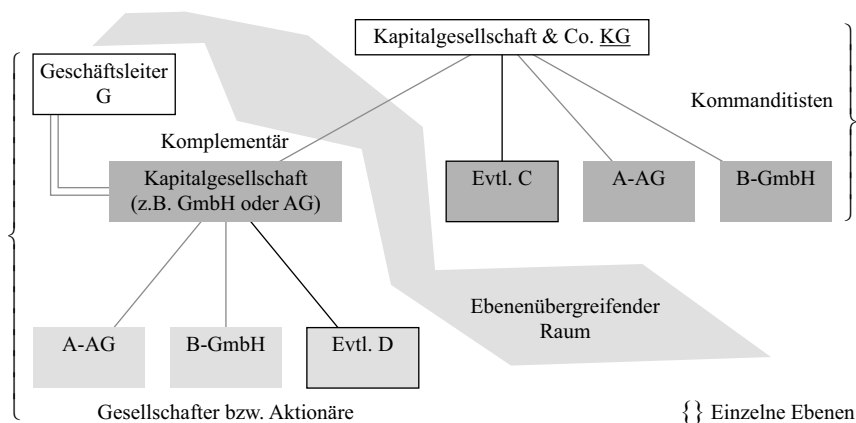 Kapitalgesellschaft & Co. KG
Geschäftsleiter
G
Kommanditisten
Komplementär
Kapitalgesellschaft
(z.B. GmbH oder AG)
Evtl. C
A-AG
B-GmbH
Ebenenübergreifender
Raum
A-AG
B-GmbH
Evtl. D
Gesellschafter bzw. Aktionäre
{} Einzelne Ebenen